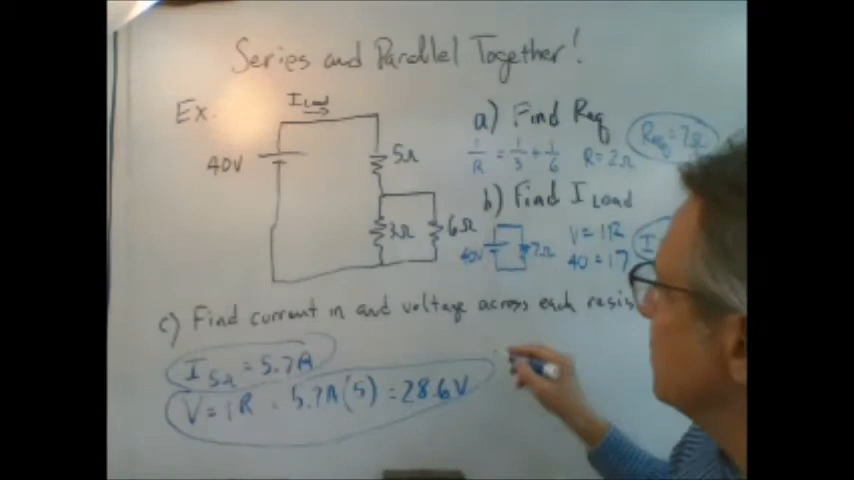 Series and Parallel Together!
Ex.
I Load
40V
5Ω
3Ω
6Ω
a) Find Req
1/R = 1/3 + 1/6 R = 2Ω
Req = 7Ω
b) Find I Load
40V 7Ω
V = IR
40 = I7
I
c) Find current in and voltage across each
I 5Ω = 5.7A
V = IR 5.7A(5) = 28.6V